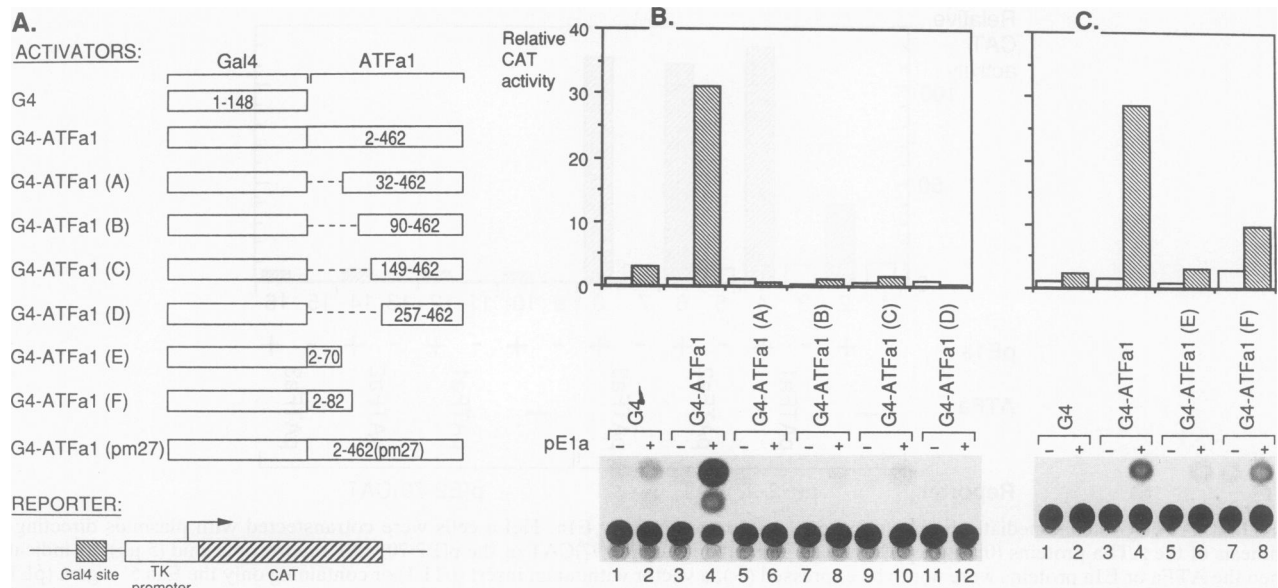 A.
ACTIVATORS:
Gal4 ATFa1
G4 1-148
G4-ATFa1 2-462
G4-ATFa1 (A) 32-462
G4-ATFa1 (B) 90-462
G4-ATFa1 (C) 149-462
G4-ATFa1 (D) 257-462
G4-ATFa1 (E) 2-70
G4-ATFa1 (F) 2-82
G4-ATFa1 (pm27) 2-462(pm27)
REPORTER:
Gal4 site TK CAT
B.
Relative
CAT
activity
40
30
20
10
0
G4
G4-ATFa1
G4-ATFa1 (A)
G4-ATFa1 (B)
G4-ATFa1 (C)
G4-ATFa1 (D)
pE1a - + - + - + - + - + - +
1 2 3 4 5 6 7 8 9 10 11 12
C.
G4
G4-ATFa1
G4-ATFa1 (E)
G4-ATFa1 (F)
- + - + - + - +
1 2 3 4 5 6 7 8